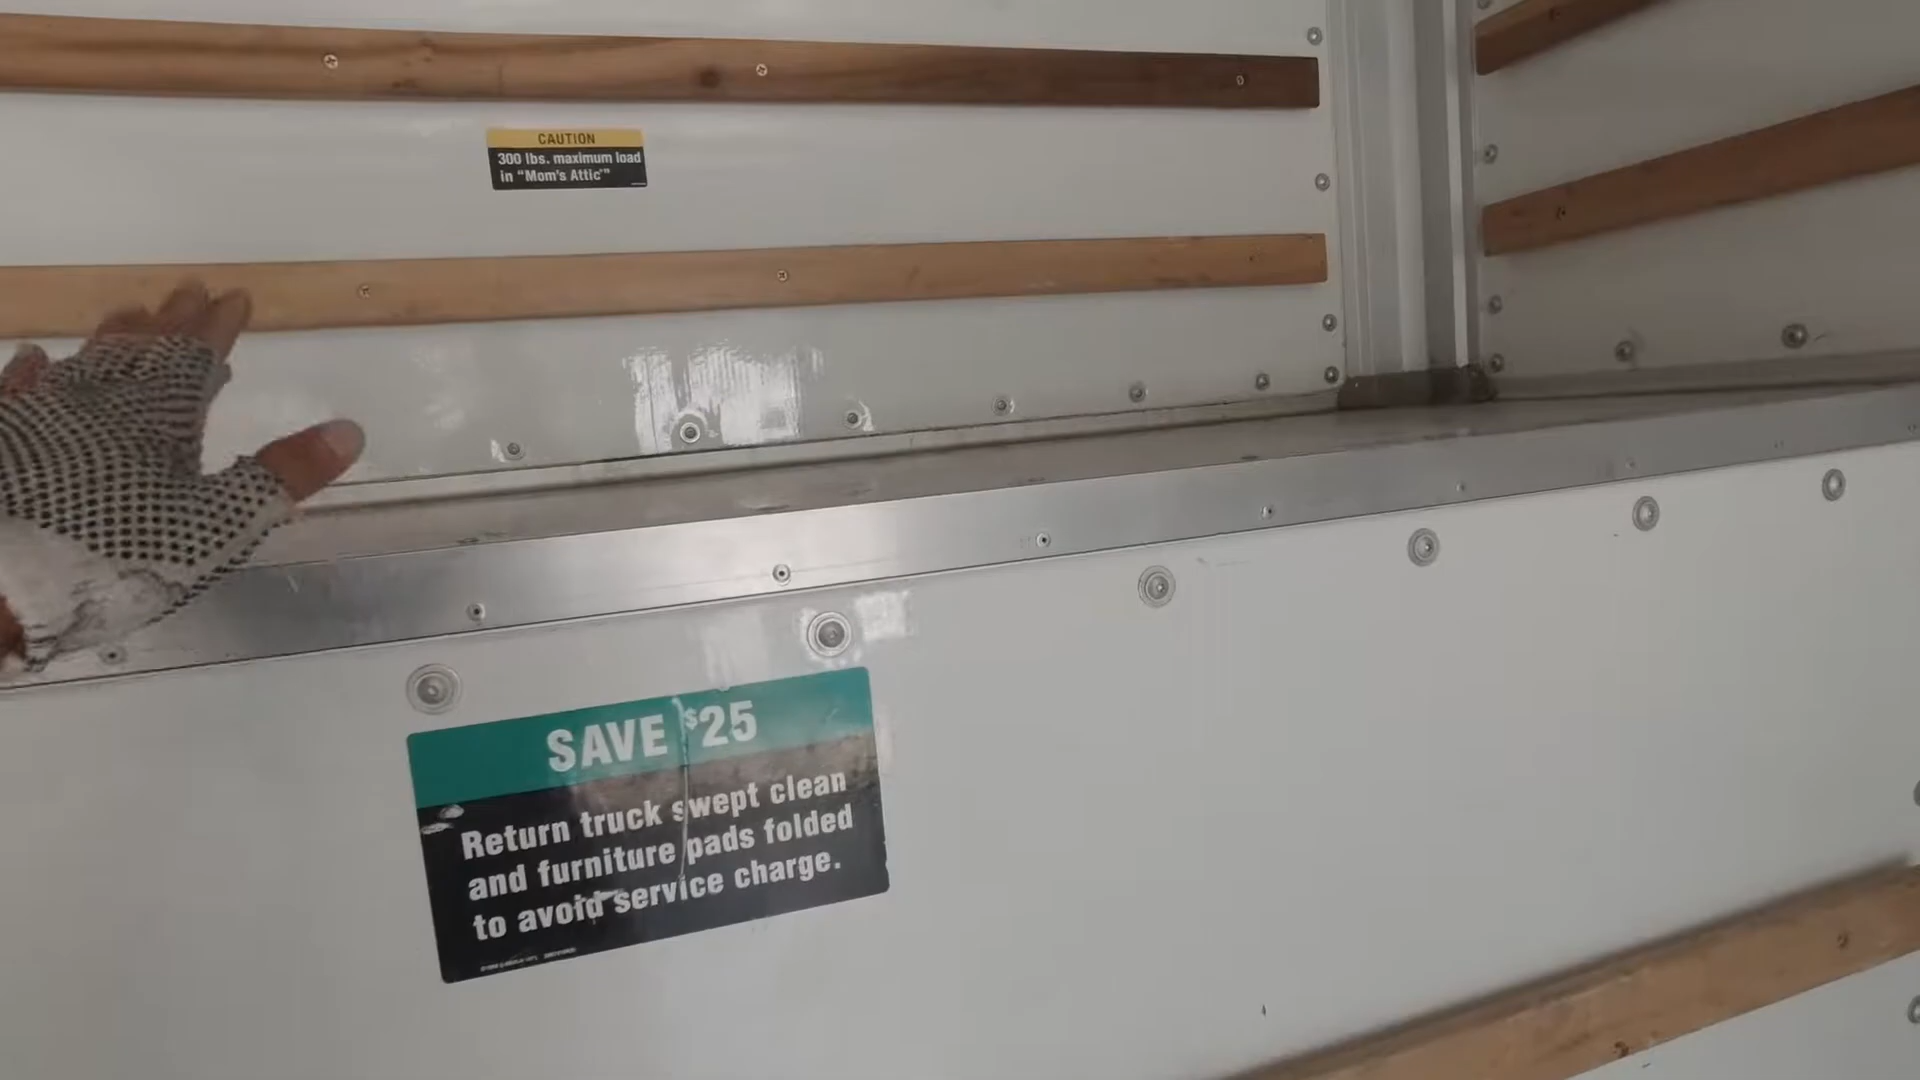 CAUTION
300 lbs. maximum load
in "Mom's Attic"
SAVE $25
Return truck swept clean
and furniture pads folded
to avoid service charge.